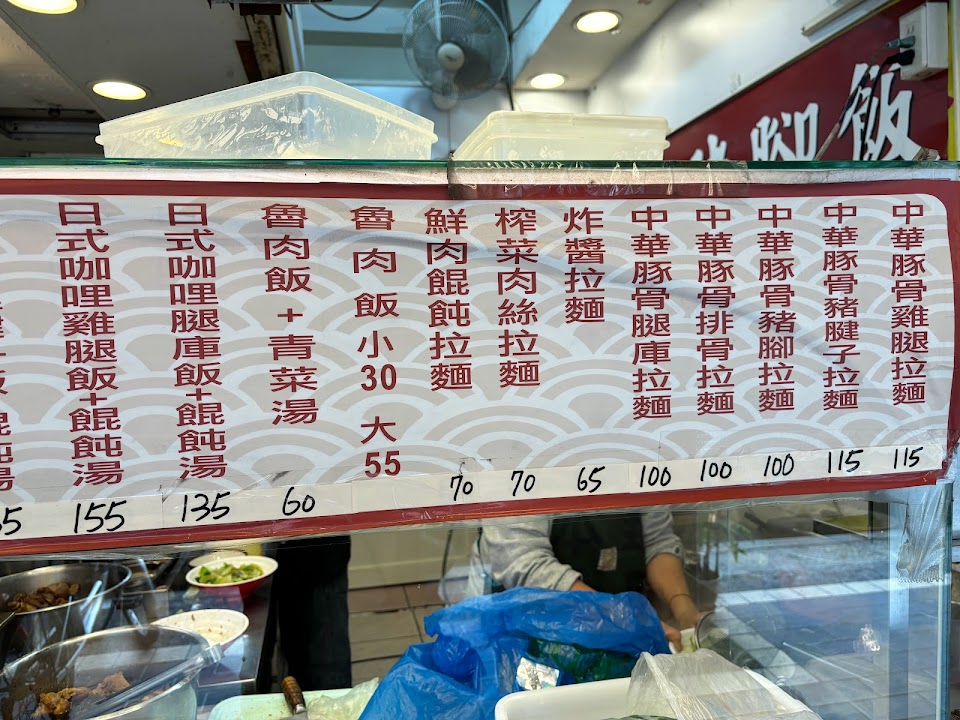 腳飯
中華豚骨雞腿拉麵
115
中華豚骨豬腱子拉麵
115
中華豚骨豬腳拉麵
100
中華豚骨排骨拉麵
100
中華豚骨腿庫拉麵
100
炸醬拉麵
65
榨菜肉絲拉麵
70
鮮肉餛飩拉麵
70
魯肉飯小30 大55
魯肉飯+青菜湯
60
日式咖哩腿庫飯+餛飩湯
135
日式咖哩雞腿飯+餛飩湯
155